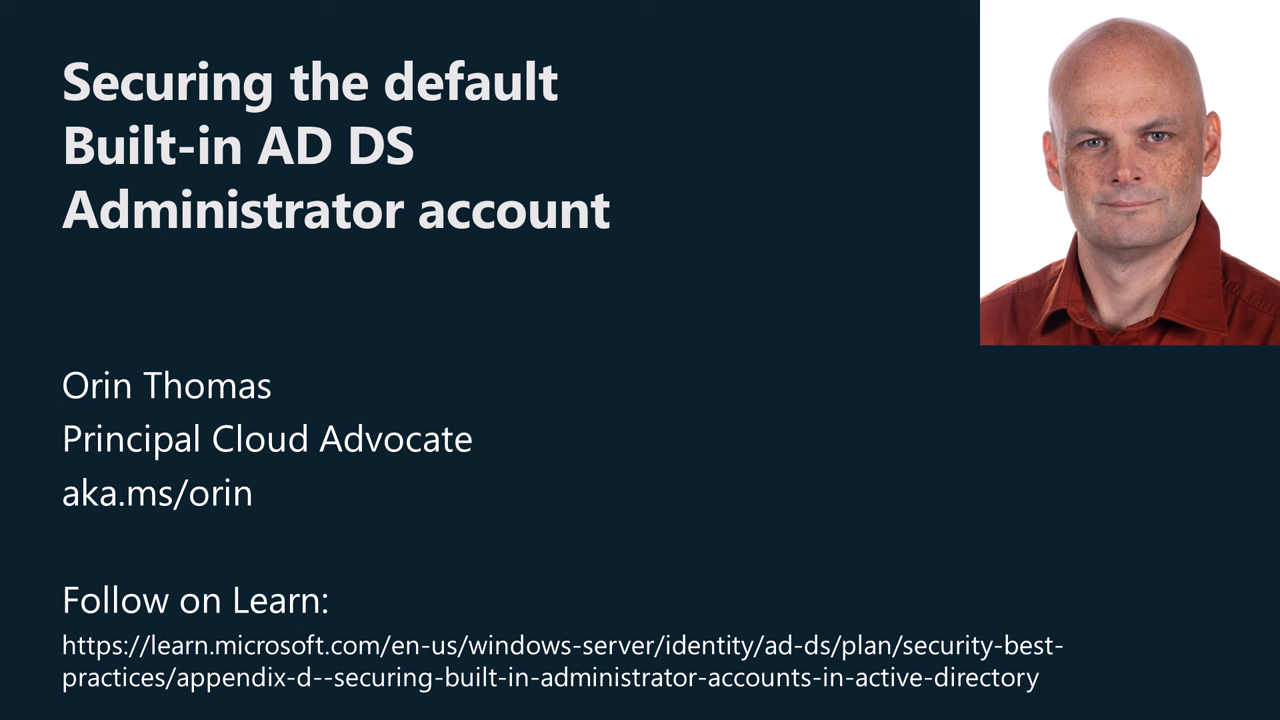 Securing the default
Built-in AD DS
Administrator account
Orin Thomas
Principal Cloud Advocate
aka.ms/orin
Follow on Learn:
https://learn.microsoft.com/en-us/windows-server/identity/ad-ds/plan/security-best-
practices/appendix-d--securing-built-in-administrator-accounts-in-active-directory